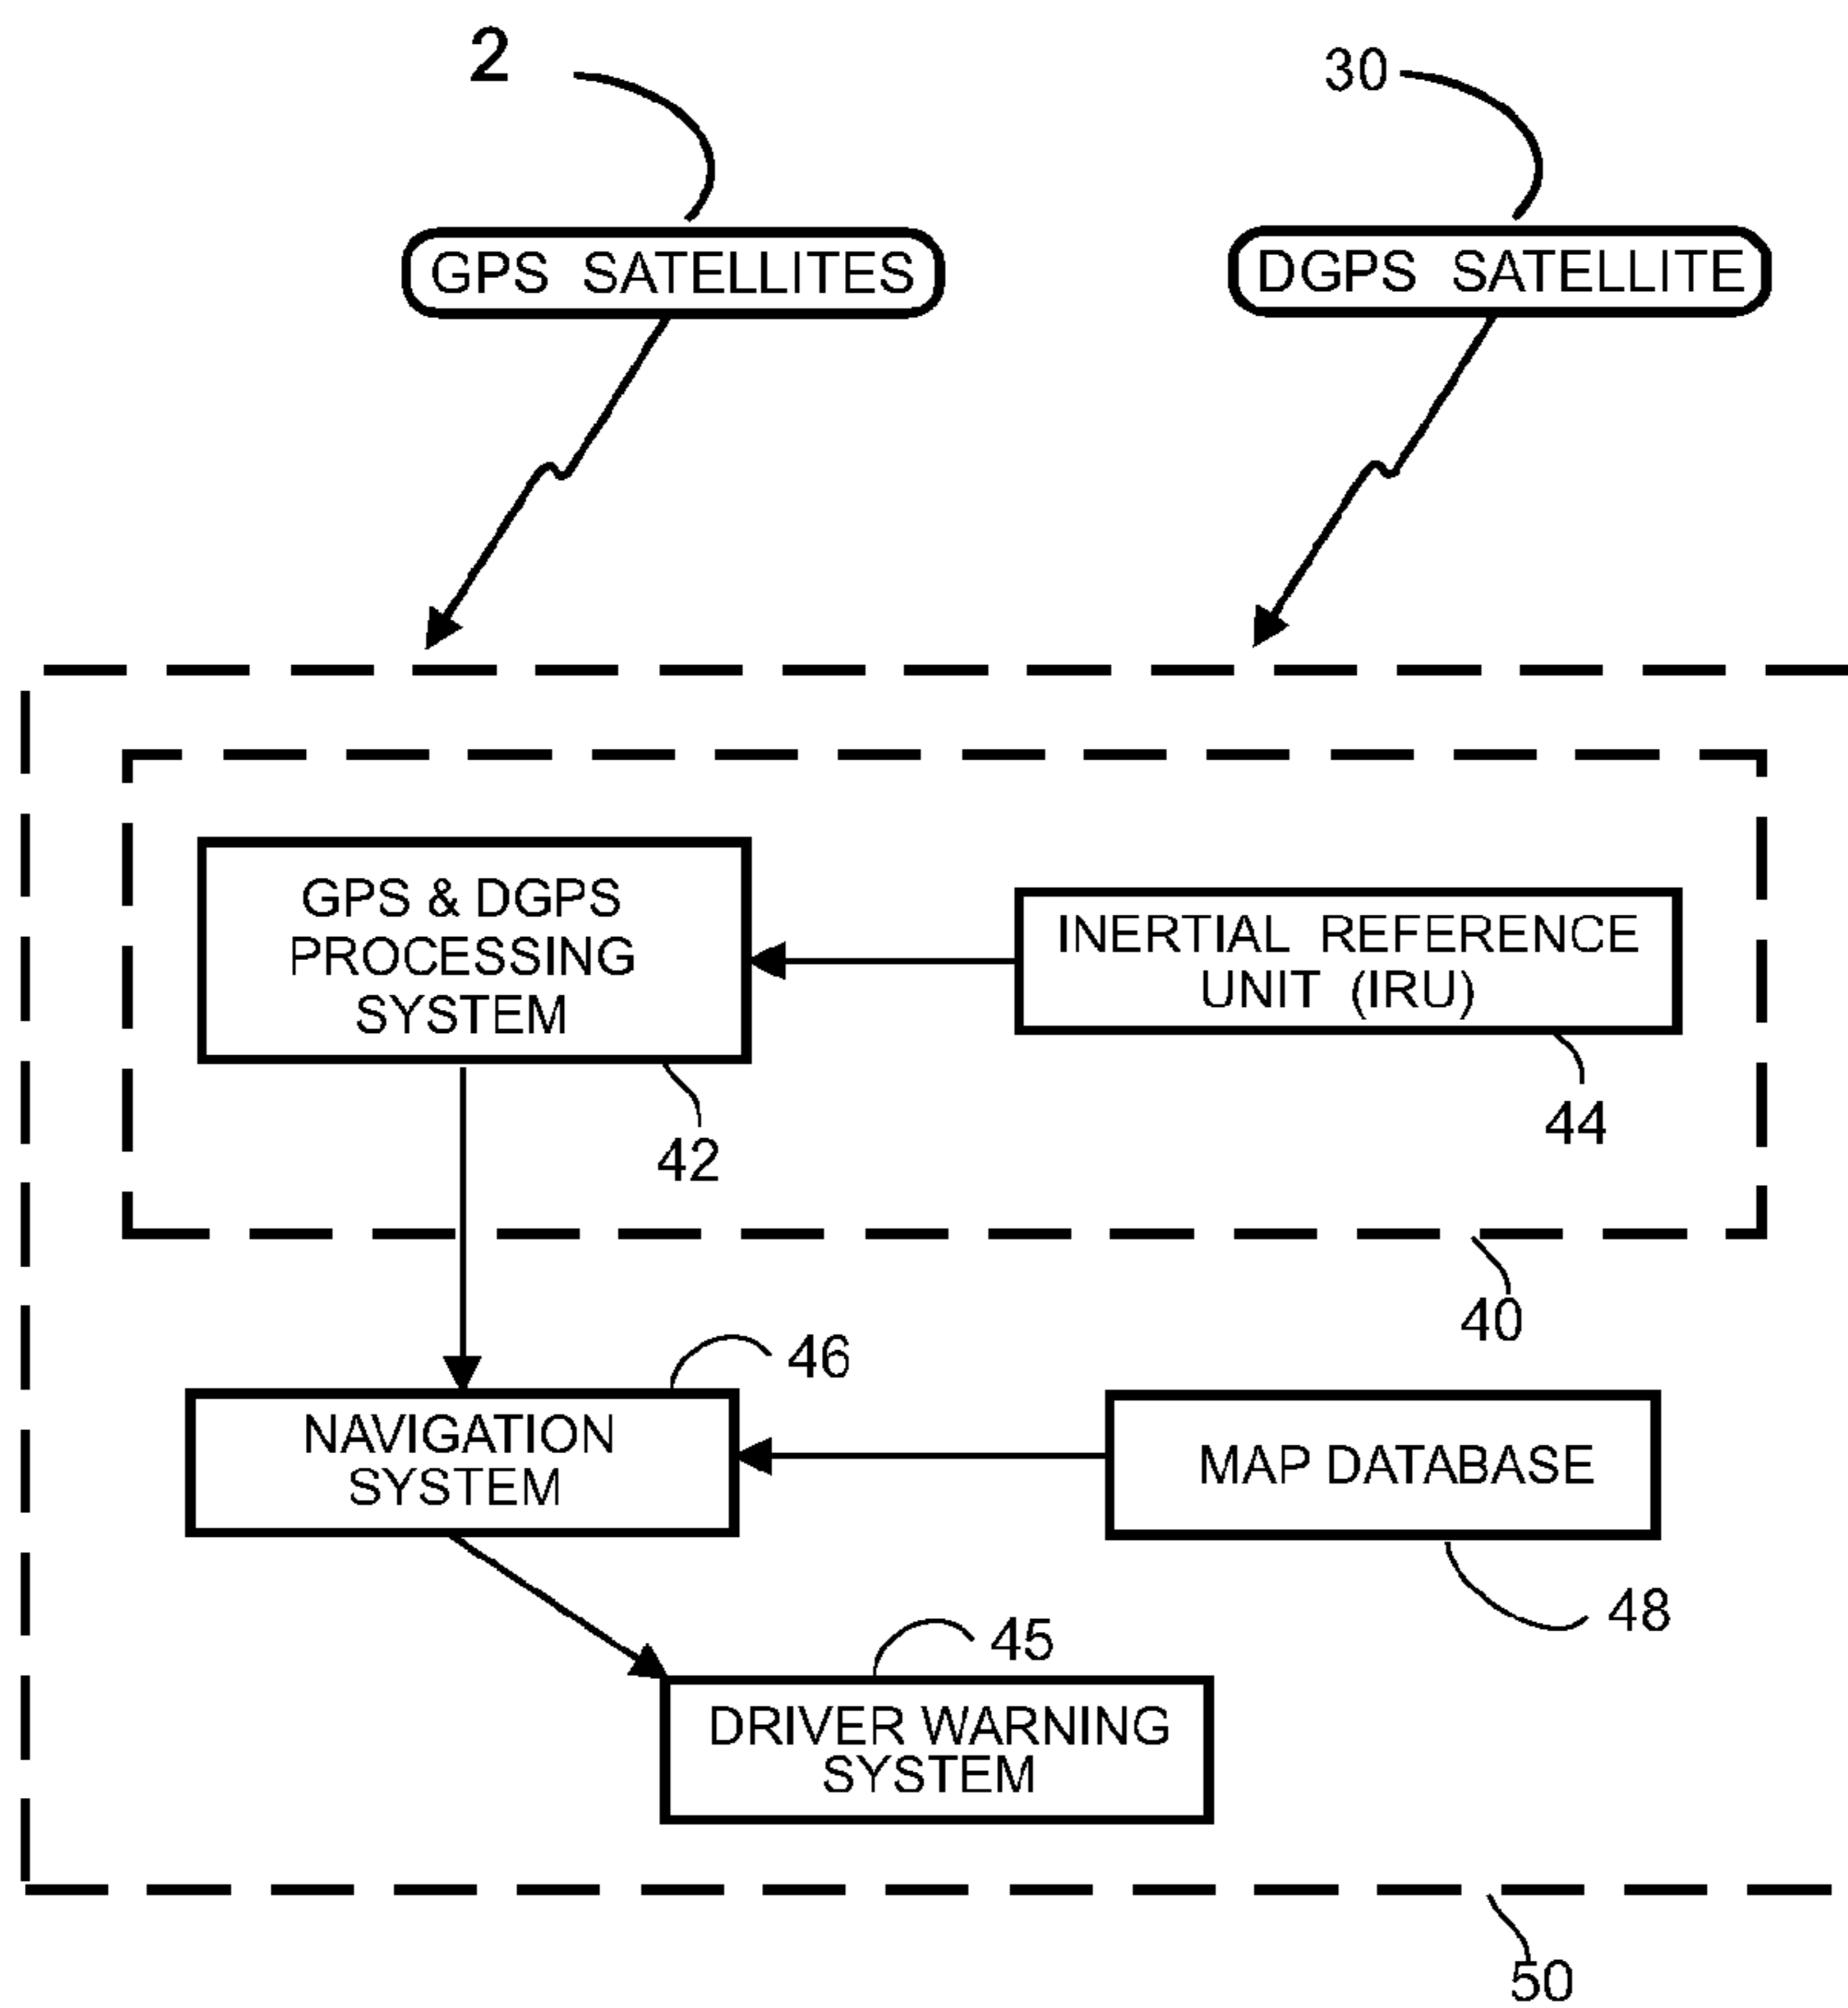 2
30
GPS SATELLITES
DGPS SATELLITE
GPS & DGPS
PROCESSING
SYSTEM
INERTIAL REFERENCE
UNIT (IRU)
42
44
40
46
NAVIGATION
SYSTEM
MAP DATABASE
48
45
DRIVER WARNING
SYSTEM
50